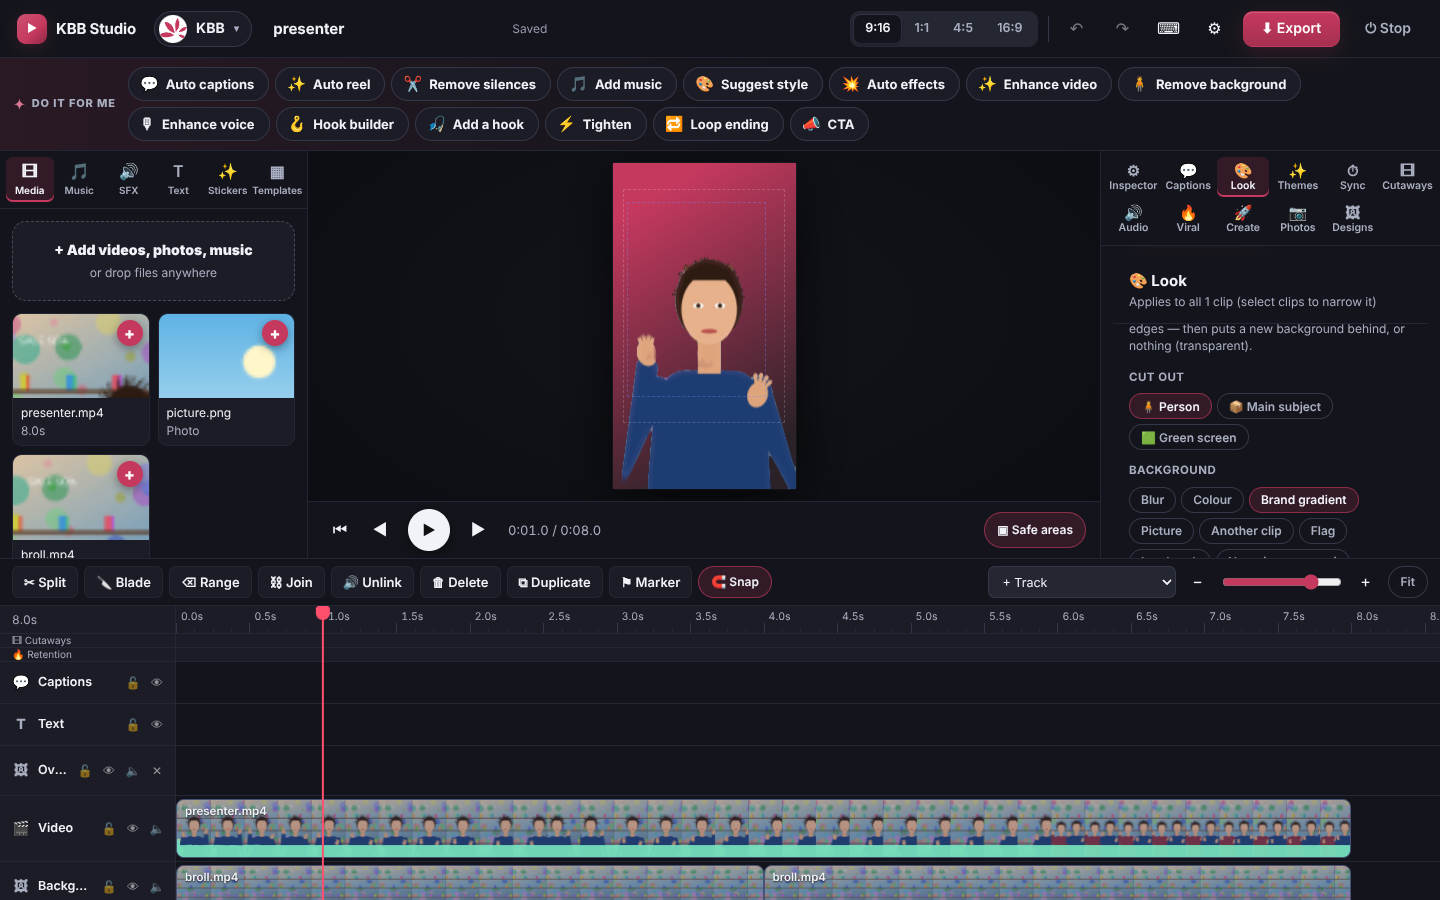 KBB Studio
KBB
presenter
Saved
9:16 1:1 4:5 16:9
Export
Stop
DO IT FOR ME
Auto captions
Auto reel
Remove silences
Add music
Suggest style
Auto effects
Enhance video
Remove background
Enhance voice
Hook builder
Add a hook
Tighten
Loop ending
CTA
Media
Music
SFX
T
Text
Stickers
Templates
+ Add videos, photos, music
or drop files anywhere
presenter.mp4
8.0s
picture.png
Photo
broll.mp4
0:01.0 / 0:08.0
Safe areas
Inspector
Captions
Look
Themes
Sync
Cutaways
Audio
Viral
Create
Photos
Designs
Look
Applies to all 1 clip (select clips to narrow it)
edges — then puts a new background behind, or
nothing (transparent).
CUT OUT
Person
Main subject
Green screen
BACKGROUND
Blur
Colour
Brand gradient
Picture
Another clip
Flag
Split
Blade
Range
Join
Unlink
Delete
Duplicate
Marker
Snap
+ Track
Fit
8.0s
0.0s 0.5s 1.0s 1.5s 2.0s 2.5s 3.0s 3.5s 4.0s 4.5s 5.0s 5.5s 6.0s 6.5s 7.0s 7.5s 8.0s 8.
Cutaways
Retention
Captions
T Text
Ov...
Video
presenter.mp4
Backg...
broll.mp4
broll.mp4